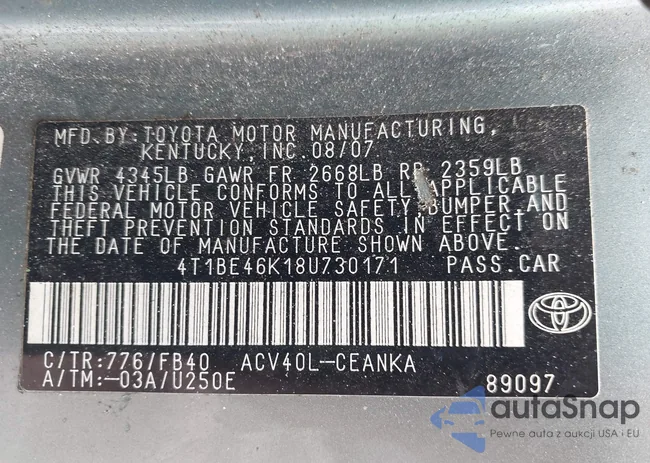 MFD.BY:TOYOTA MOTOR MANUFACTURING,
KENTUCKY,INC.08/07
GVWR 4345LB GAWR FR 2668LB RR 2359LB
THIS VEHICLE CONFORMS TO ALL APPLICABLE
FEDERAL MOTOR VEHICLE SAFETY,BUMPER AND
THEFT PREVENTION STANDARDS IN EFFECT ON
THE DATE OF MANUFACTURE SHOWN ABOVE.
4T1BE46K18U730171 PASS.CAR
C/TR:776/FB40 ACV40L-CEANKA
A/TM:-03A/U250E 89097
autaSnap
Pewne auta z aukcji USA i EU